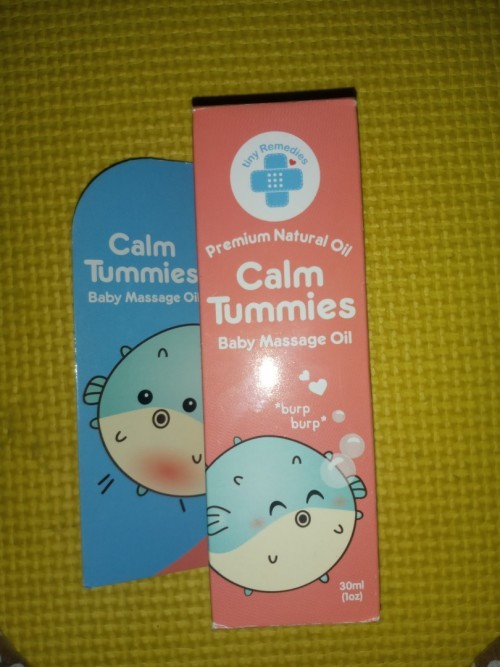 Calm
Tummies
Baby Massage Oil
tiny Remedies
Premium Natural Oil
Calm
Tummies
Baby Massage Oil
*burp
burp*
30ml
(1oz)